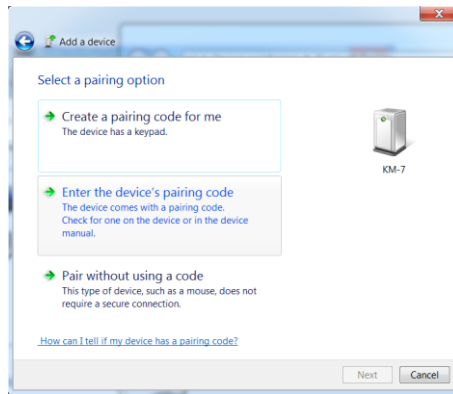 Add a device
Select a pairing option
Create a pairing code for me
The device has a keypad.
KM-7
Enter the device's pairing code
The device comes with a pairing code.
Check for one on the device or in the device
manual.
Pair without using a code
This type of device, such as a mouse, does not
require a secure connection.
How can I tell if my device has a pairing code?
Next
Cancel